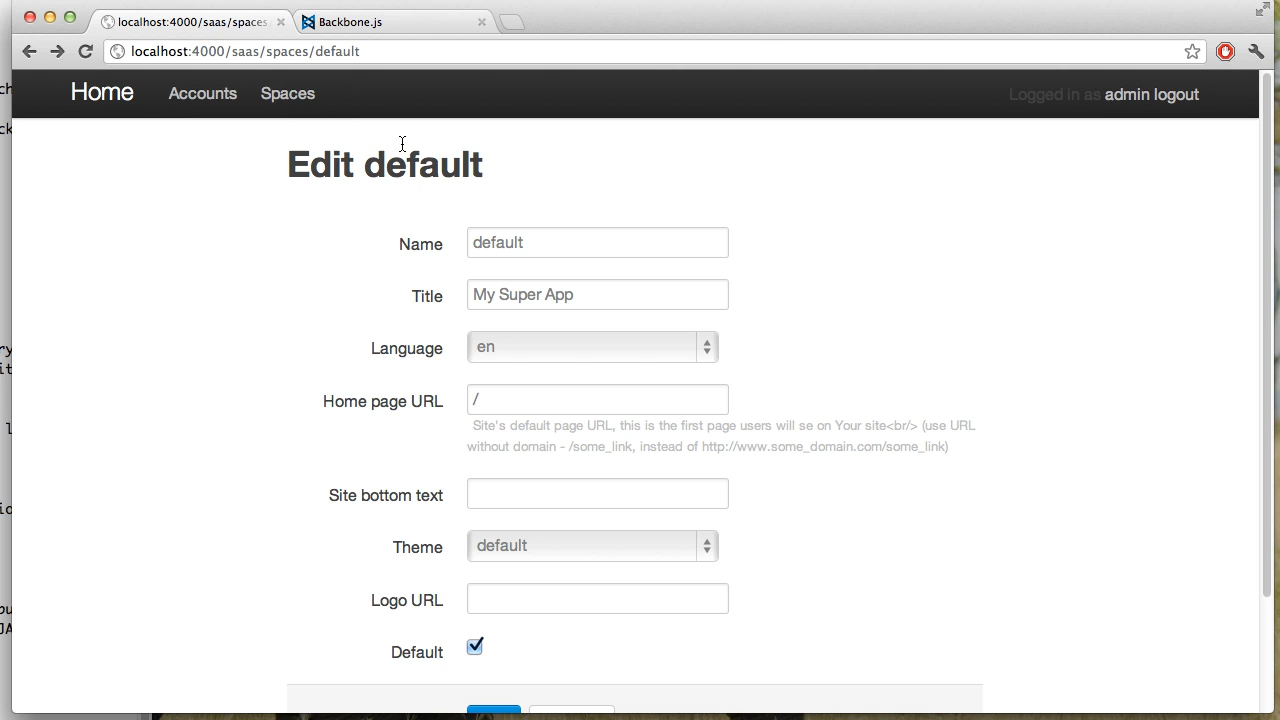 localhost:4000/saas/spaces
Backbone.js
localhost:4000/saas/spaces/default
Home
Accounts
Spaces
Logged in as admin logout
Edit default
Name
default
Title
My Super App
Language
en
Home page URL
/
Site's default page URL, this is the first page users will se on Your site<br/> (use URL
without domain - /some_link, instead of http://www.some_domain.com/some_link)
Site bottom text
Theme
default
Logo URL
Default